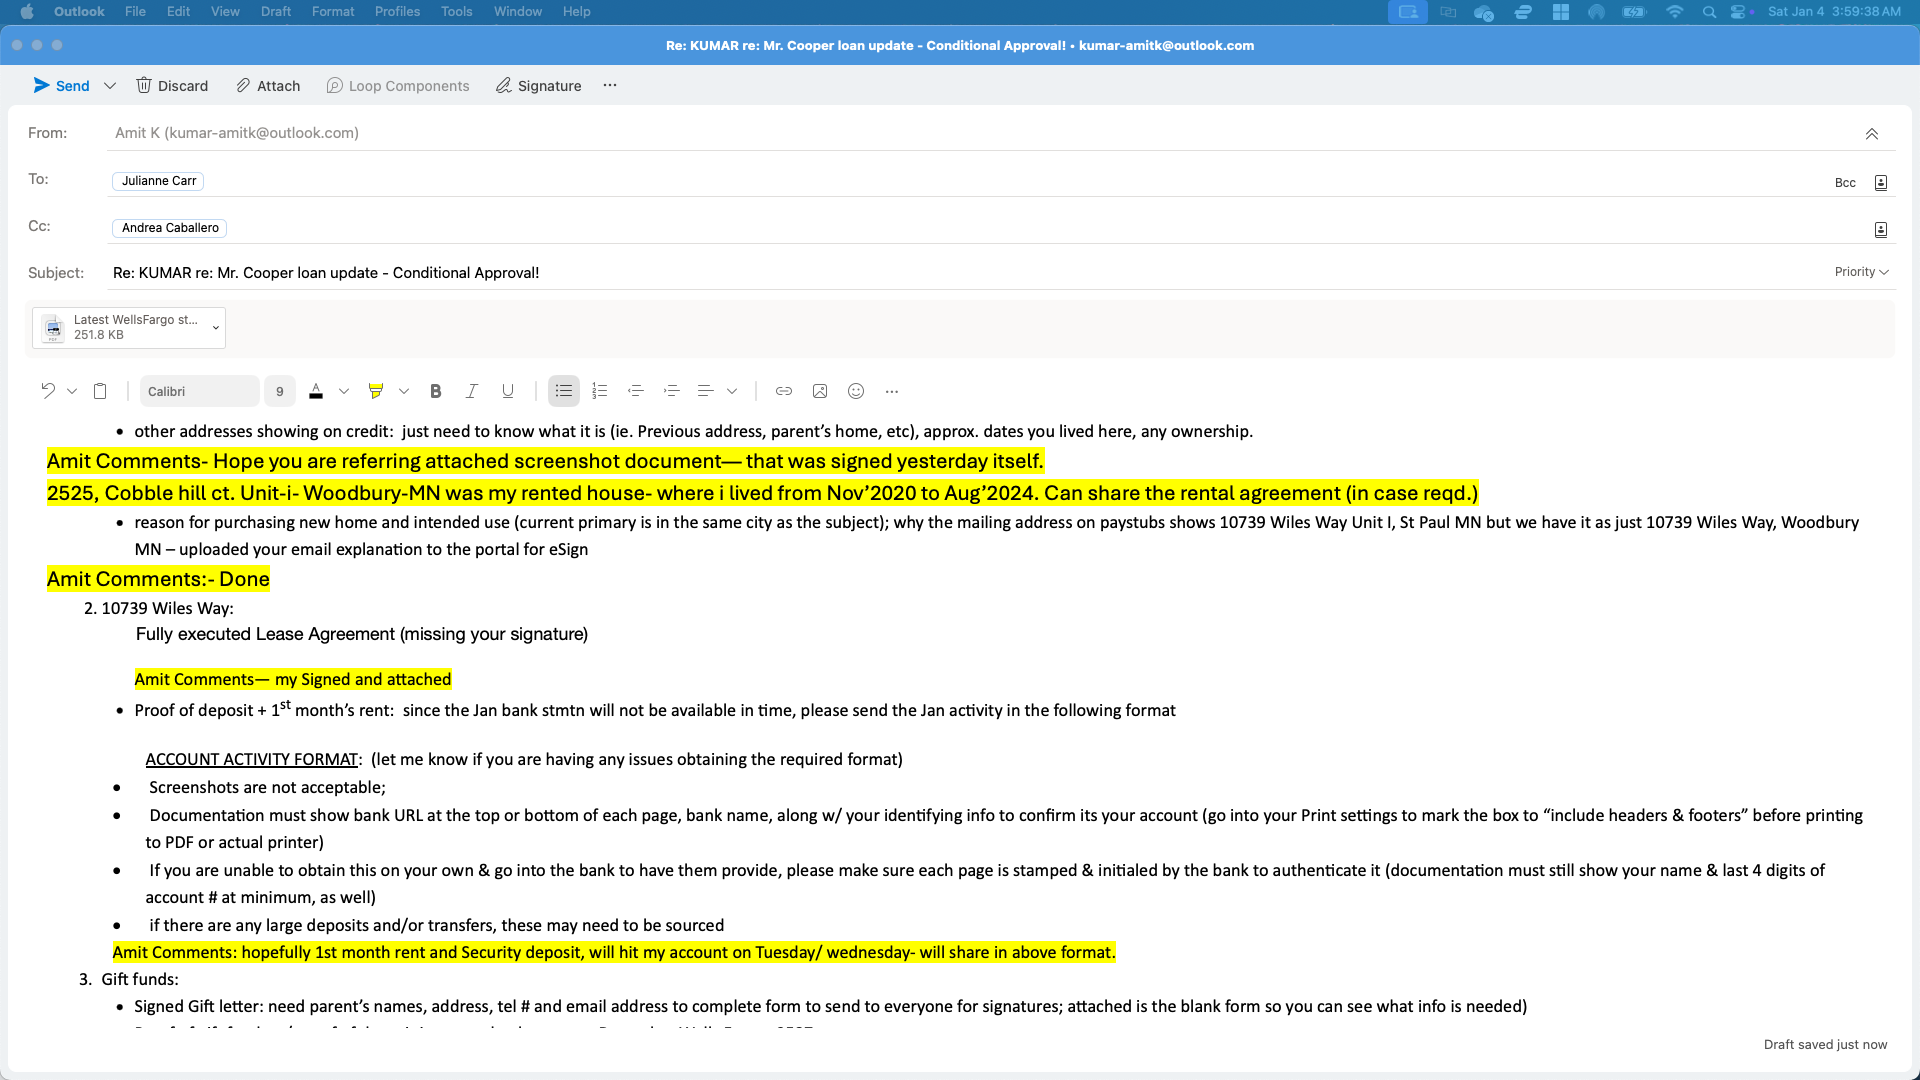 Outlook File Edit View Draft Format Profiles Tools Window Help Sat Jan 4 3:59:38 AM
Re: KUMAR re: Mr. Cooper loan update - Conditional Approval! • kumar-amitk@outlook.com
Send Discard Attach Loop Components Signature ...
From: Amit K (kumar-amitk@outlook.com)
To: Julianne Carr Bcc
Cc: Andrea Caballero
Subject: Re: KUMAR re: Mr. Cooper loan update - Conditional Approval! Priority
Latest WellsFargo st...
251.8 KB
PDF
Calibri 9 A B I U ...
• other addresses showing on credit:  just need to know what it is (ie. Previous address, parent’s home, etc), approx. dates you lived here, any ownership.
Amit Comments- Hope you are referring attached screenshot document— that was signed yesterday itself.
2525, Cobble hill ct. Unit-i- Woodbury-MN was my rented house- where i lived from Nov’2020 to Aug’2024. Can share the rental agreement (in case reqd.)
• reason for purchasing new home and intended use (current primary is in the same city as the subject); why the mailing address on paystubs shows 10739 Wiles Way Unit I, St Paul MN but we have it as just 10739 Wiles Way, Woodbury
MN – uploaded your email explanation to the portal for eSign
Amit Comments:- Done
2. 10739 Wiles Way:
Fully executed Lease Agreement (missing your signature)
Amit Comments— my Signed and attached
• Proof of deposit + 1st month’s rent:  since the Jan bank stmtn will not be available in time, please send the Jan activity in the following format
ACCOUNT ACTIVITY FORMAT:  (let me know if you are having any issues obtaining the required format)
• Screenshots are not acceptable;
• Documentation must show bank URL at the top or bottom of each page, bank name, along w/ your identifying info to confirm its your account (go into your Print settings to mark the box to “include headers & footers” before printing
to PDF or actual printer)
• If you are unable to obtain this on your own & go into the bank to have them provide, please make sure each page is stamped & initialed by the bank to authenticate it (documentation must still show your name & last 4 digits of
account # at minimum, as well)
• if there are any large deposits and/or transfers, these may need to be sourced
Amit Comments: hopefully 1st month rent and Security deposit, will hit my account on Tuesday/ wednesday- will share in above format.
3. Gift funds:
• Signed Gift letter: need parent’s names, address, tel # and email address to complete form to send to everyone for signatures; attached is the blank form so you can see what info is needed)
Draft saved just now